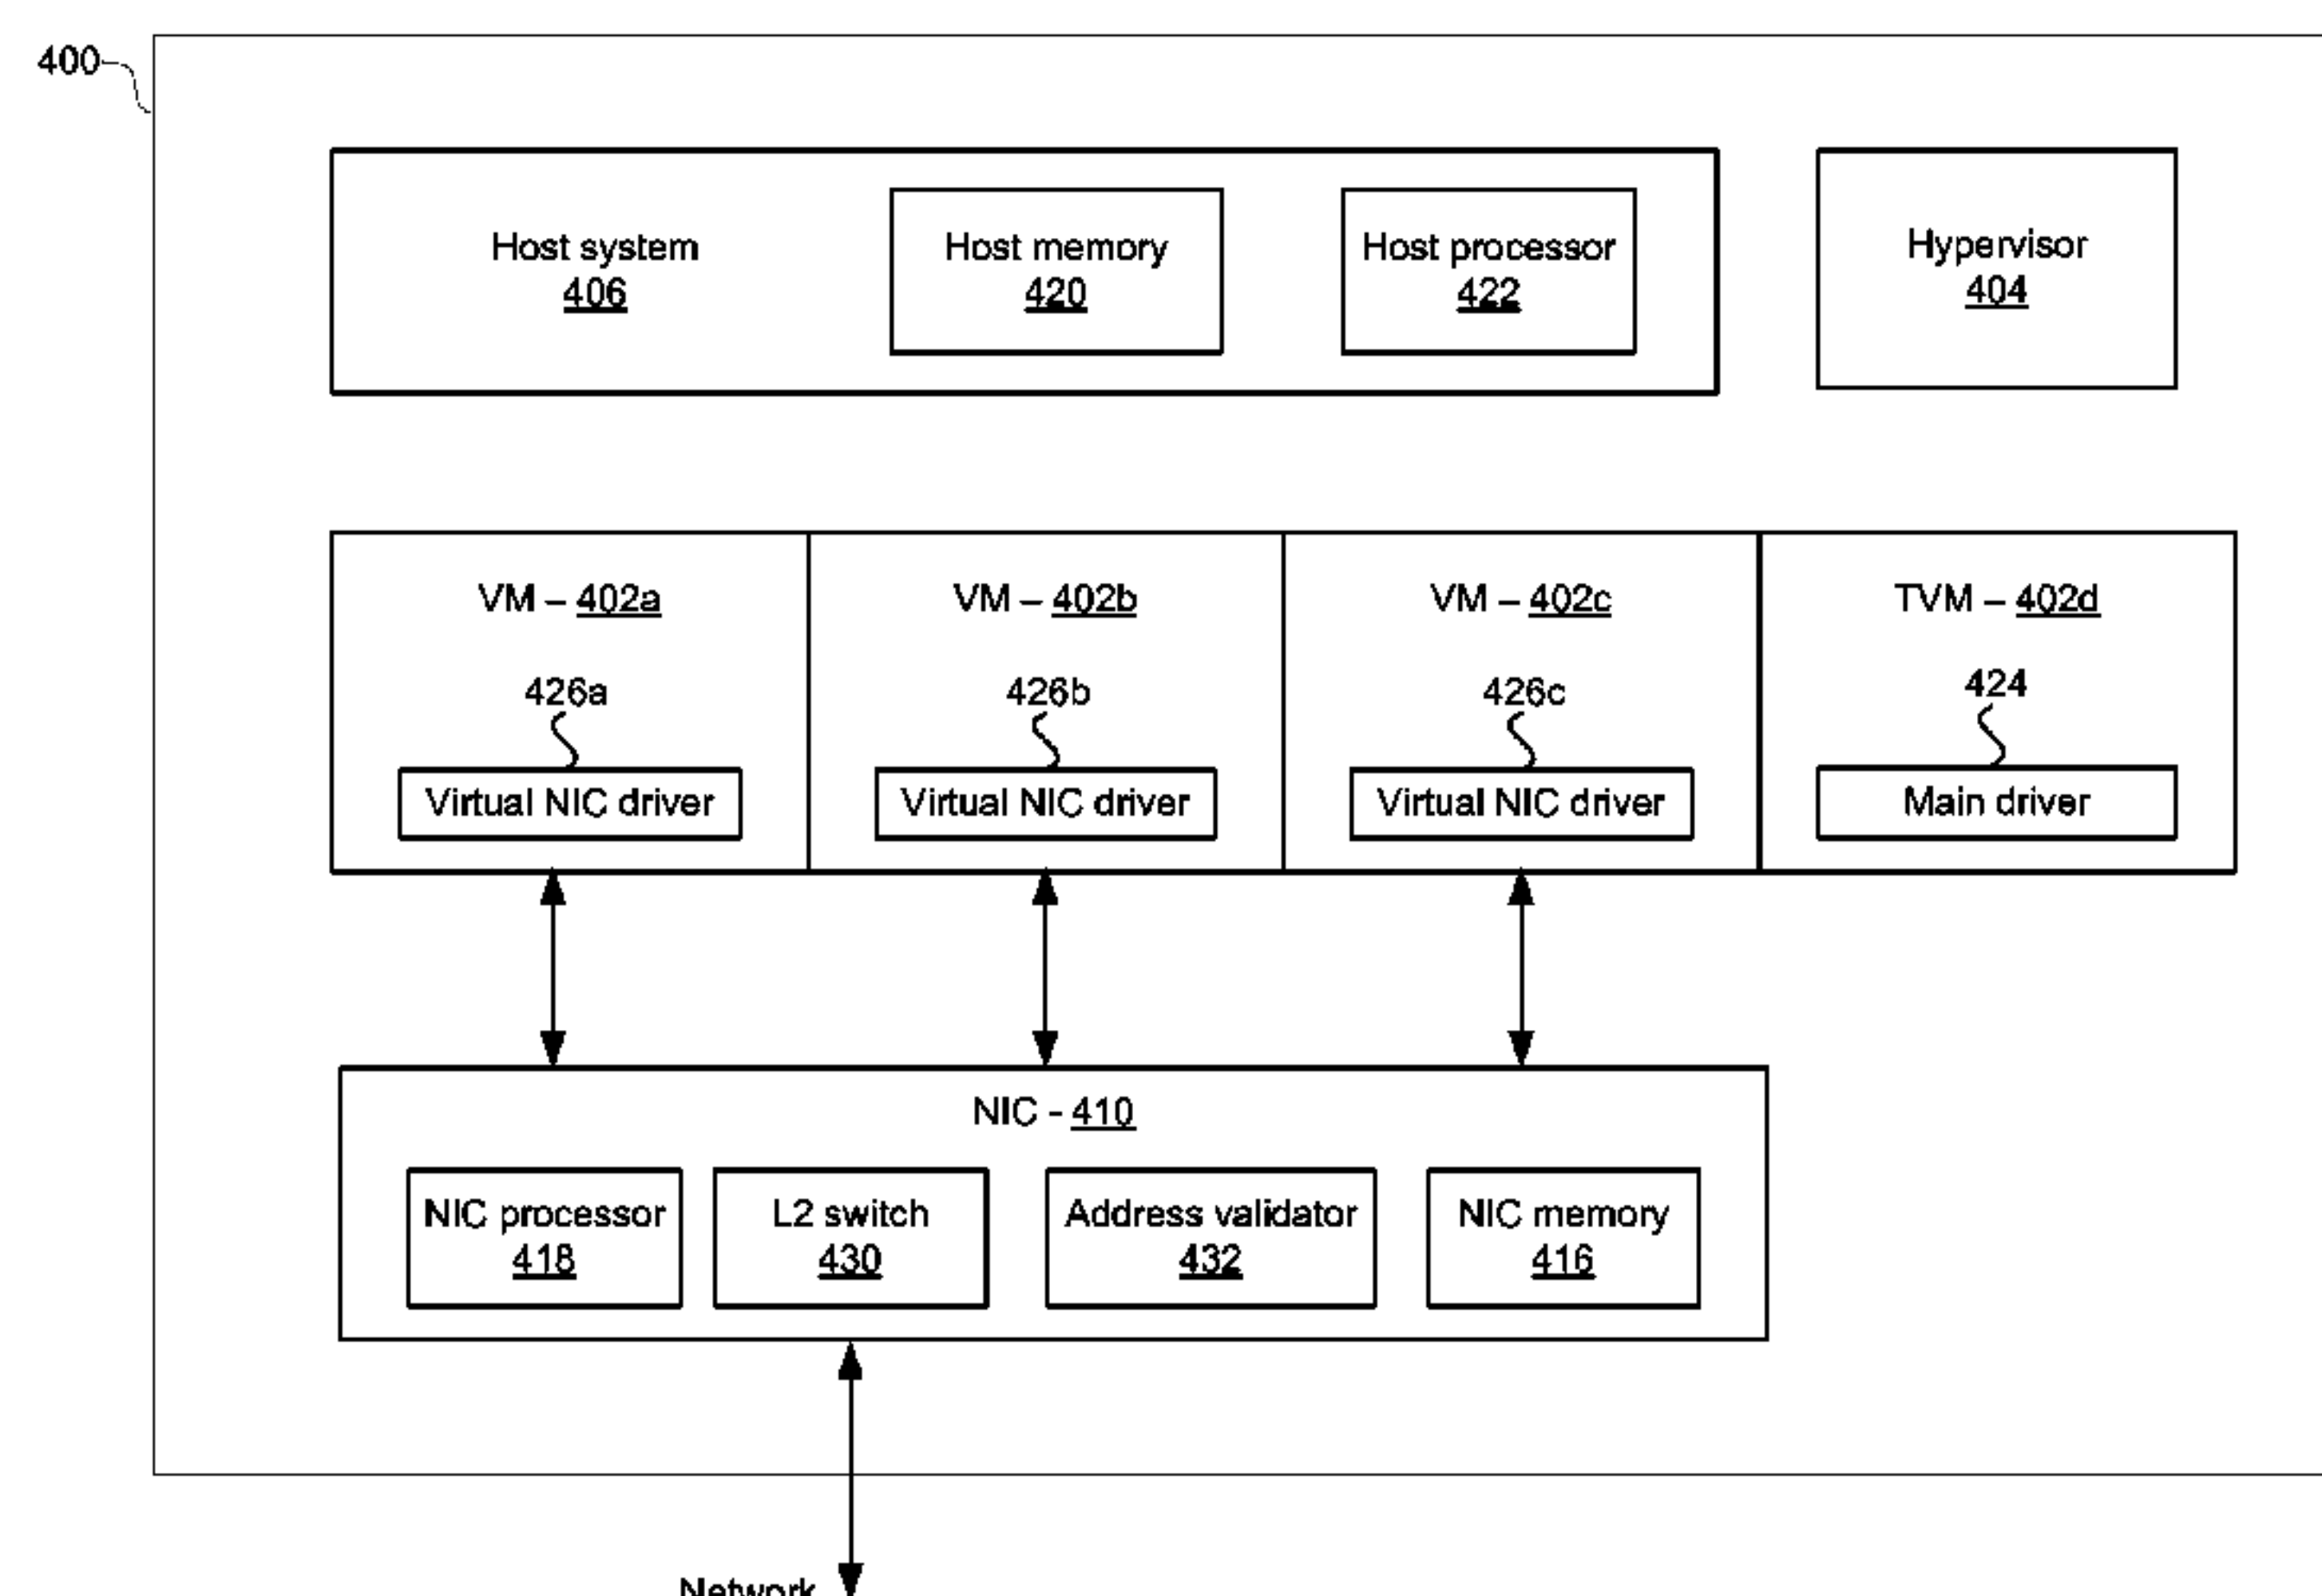 400
Host system
406
Host memory
420
Host processor
422
Hypervisor
404
VM – 402a
VM – 402b
VM – 402c
TVM – 402d
426a
426b
426c
424
Virtual NIC driver
Virtual NIC driver
Virtual NIC driver
Main driver
NIC - 410
NIC processor
418
L2 switch
430
Address validator
432
NIC memory
416
Network